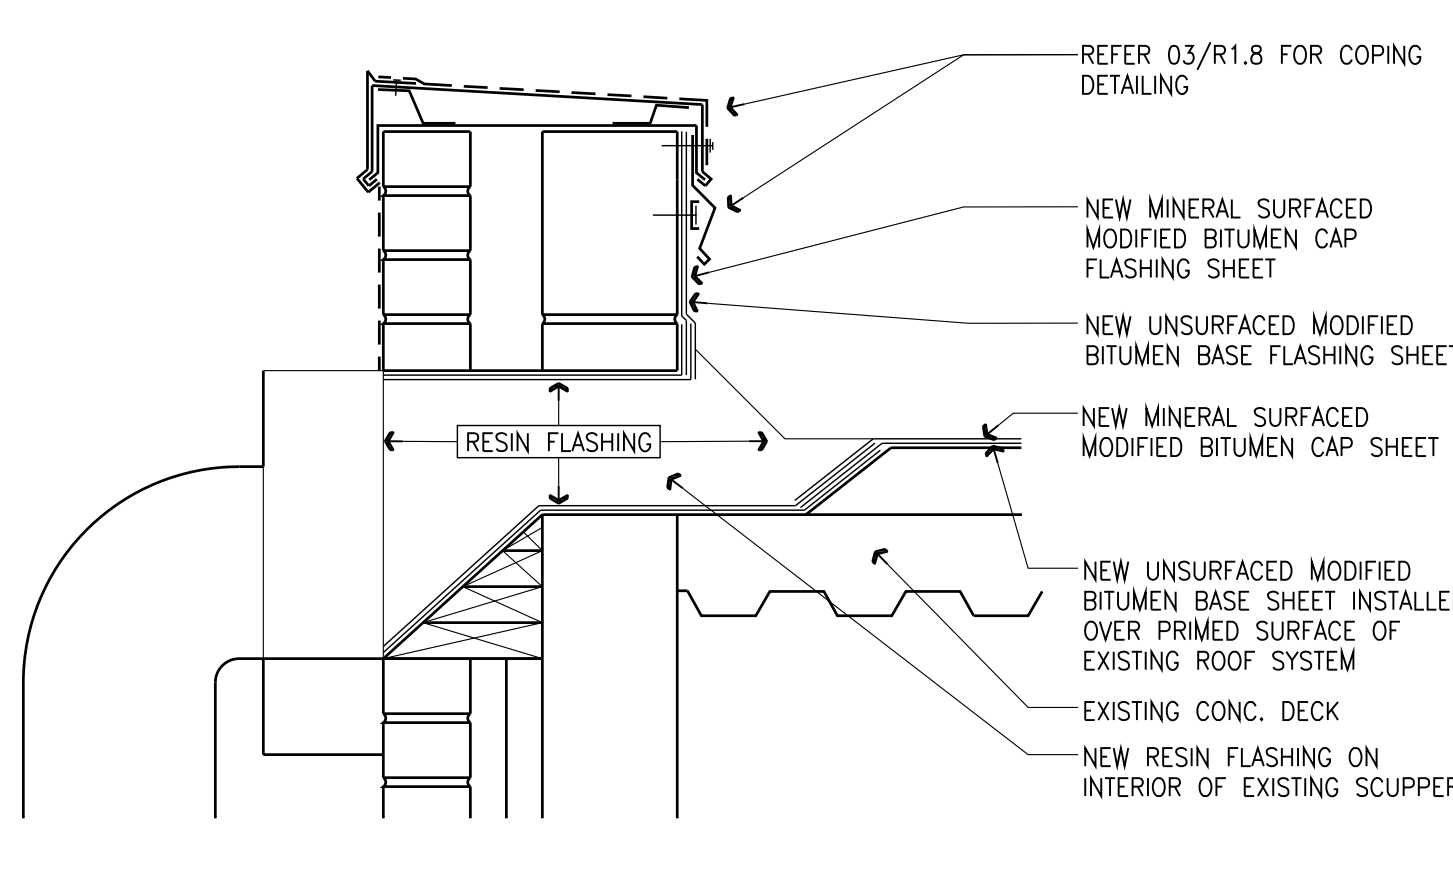 REFER 03/R1.8 FOR COPING
DETAILING
NEW MINERAL SURFACED
MODIFIED BITUMEN CAP
FLASHING SHEET
NEW UNSURFACED MODIFIED
BITUMEN BASE FLASHING SHEET
RESIN FLASHING
NEW MINERAL SURFACED
MODIFIED BITUMEN CAP SHEET
NEW UNSURFACED MODIFIED
BITUMEN BASE SHEET INSTALLE
OVER PRIMED SURFACE OF
EXISTING ROOF SYSTEM
EXISTING CONC. DECK
NEW RESIN FLASHING ON
INTERIOR OF EXISTING SCUPPER